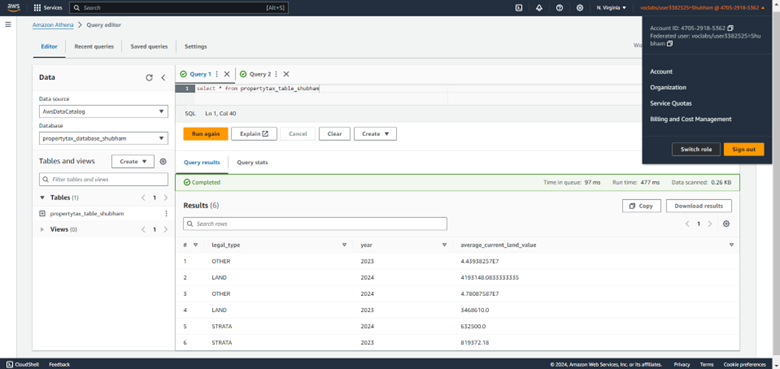 aws
Services
Search
[Alt+S]
N. Virginia
voclabs/user3382525=Shubham @ 4705-2918-5362
Account ID: 4705-2918-5362
Federated user: voclabs/user3382525=Shu
bham
Account
Organization
Service Quotas
Billing and Cost Management
Switch role
Sign out
Amazon Athena > Query editor
Editor
Recent queries
Saved queries
Settings
Data
Data source
AwsDataCatalog
Database
propertytax_database_shubham
Tables and views
Create
Filter tables and views
Tables (1)
1
propertytax_table_shubham
Views (0)
1
Query 1
Query 2
1 select * from propertytax_table_shubham
SQL Ln 1, Col 40
Run again
Explain
Cancel
Clear
Create
Query results
Query stats
Completed
Time in queue: 97 ms Run time: 477 ms Data scanned: 0.26 KB
Results (6)
Copy
Download results
Search rows
1
# legal_type year average_current_land_value
1 OTHER 2023 4.43938257E7
2 LAND 2024 4193148.0833333335
3 OTHER 2024 4.78087587E7
4 LAND 2023 3468610.0
5 STRATA 2024 632500.0
6 STRATA 2023 819372.18
CloudShell Feedback
© 2024, Amazon Web Services, Inc. or its affiliates. Privacy Terms Cookie preferences